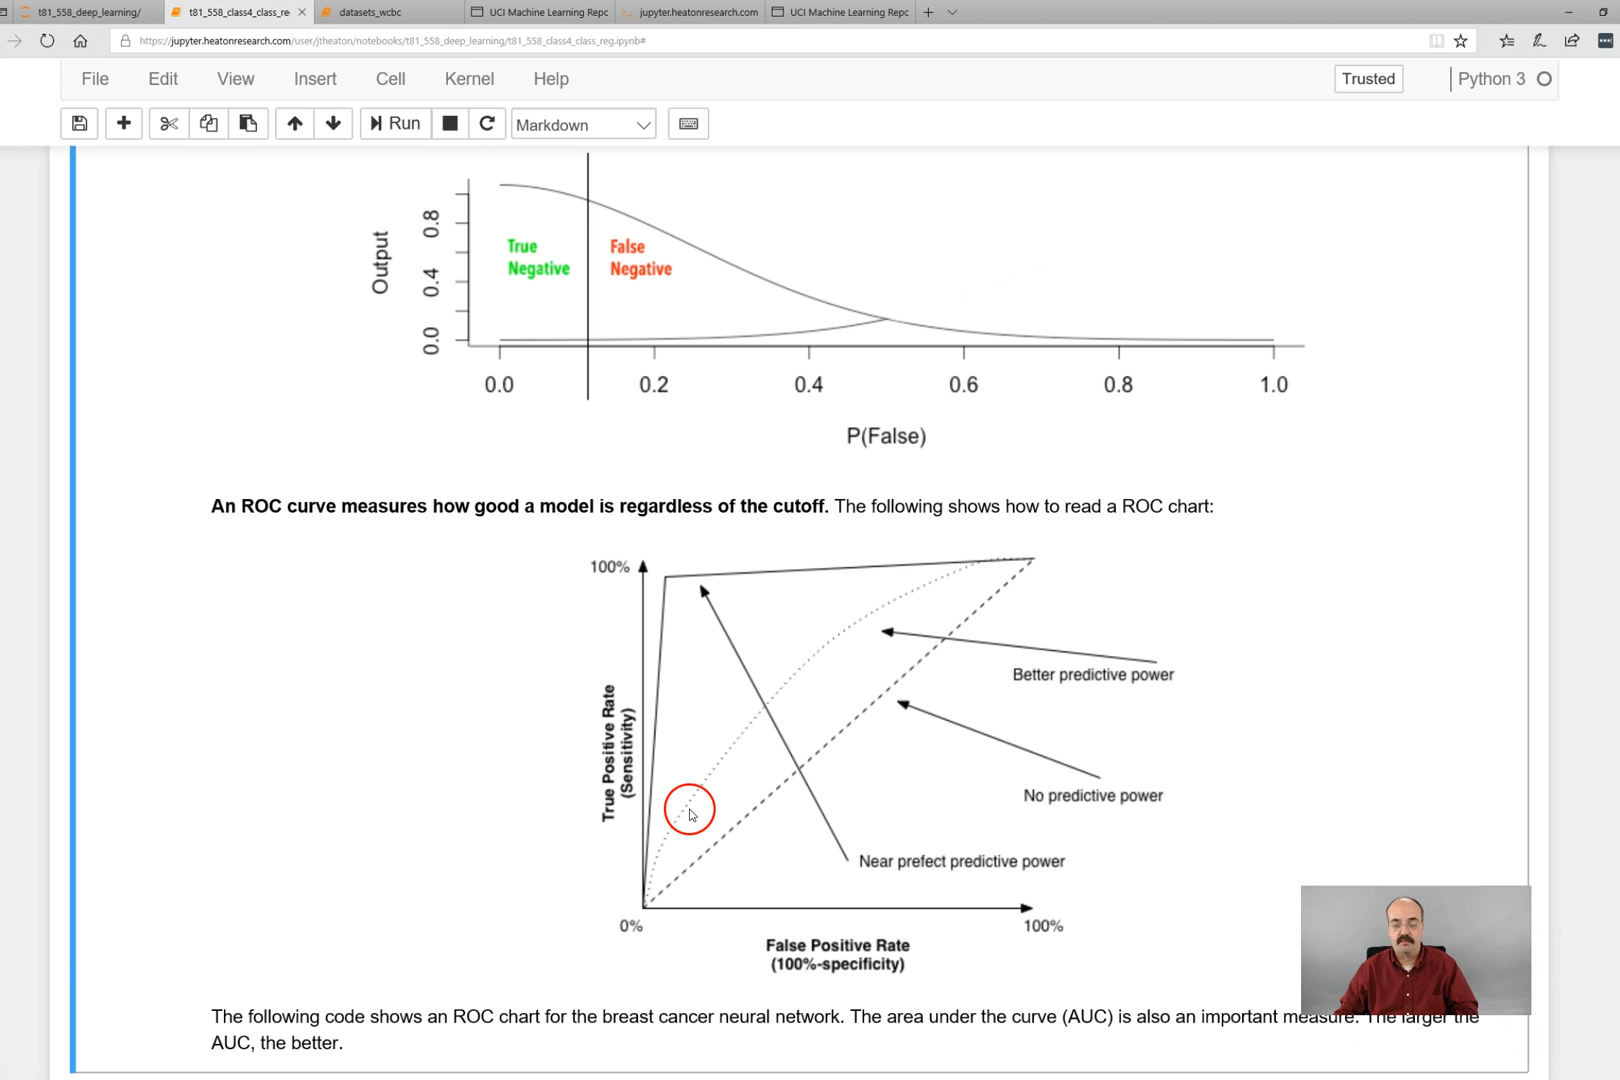 t81_558_deep_learning/
t81_558_class4_class_re
datasets_wcbc
UCI Machine Learning Repc
jupyter.heatonresearch.com
UCI Machine Learning Repc
https://jupyter.heatonresearch.com/user/jtheaton/notebooks/t81_558_deep_learning/t81_558_class4_class_reg.ipynb#
File Edit View Insert Cell Kernel Help
Trusted
Python 3
Run
Markdown
Output
0.8
0.4
0.0
True
Negative
False
Negative
0.0 0.2 0.4 0.6 0.8 1.0
P(False)
An ROC curve measures how good a model is regardless of the cutoff. The following shows how to read a ROC chart:
100%
True Positive Rate
(Sensitivity)
Better predictive power
No predictive power
Near prefect predictive power
0%
100%
False Positive Rate
(100%-specificity)
The following code shows an ROC chart for the breast cancer neural network. The area under the curve (AUC) is also an important measure. The larger the
AUC, the better.